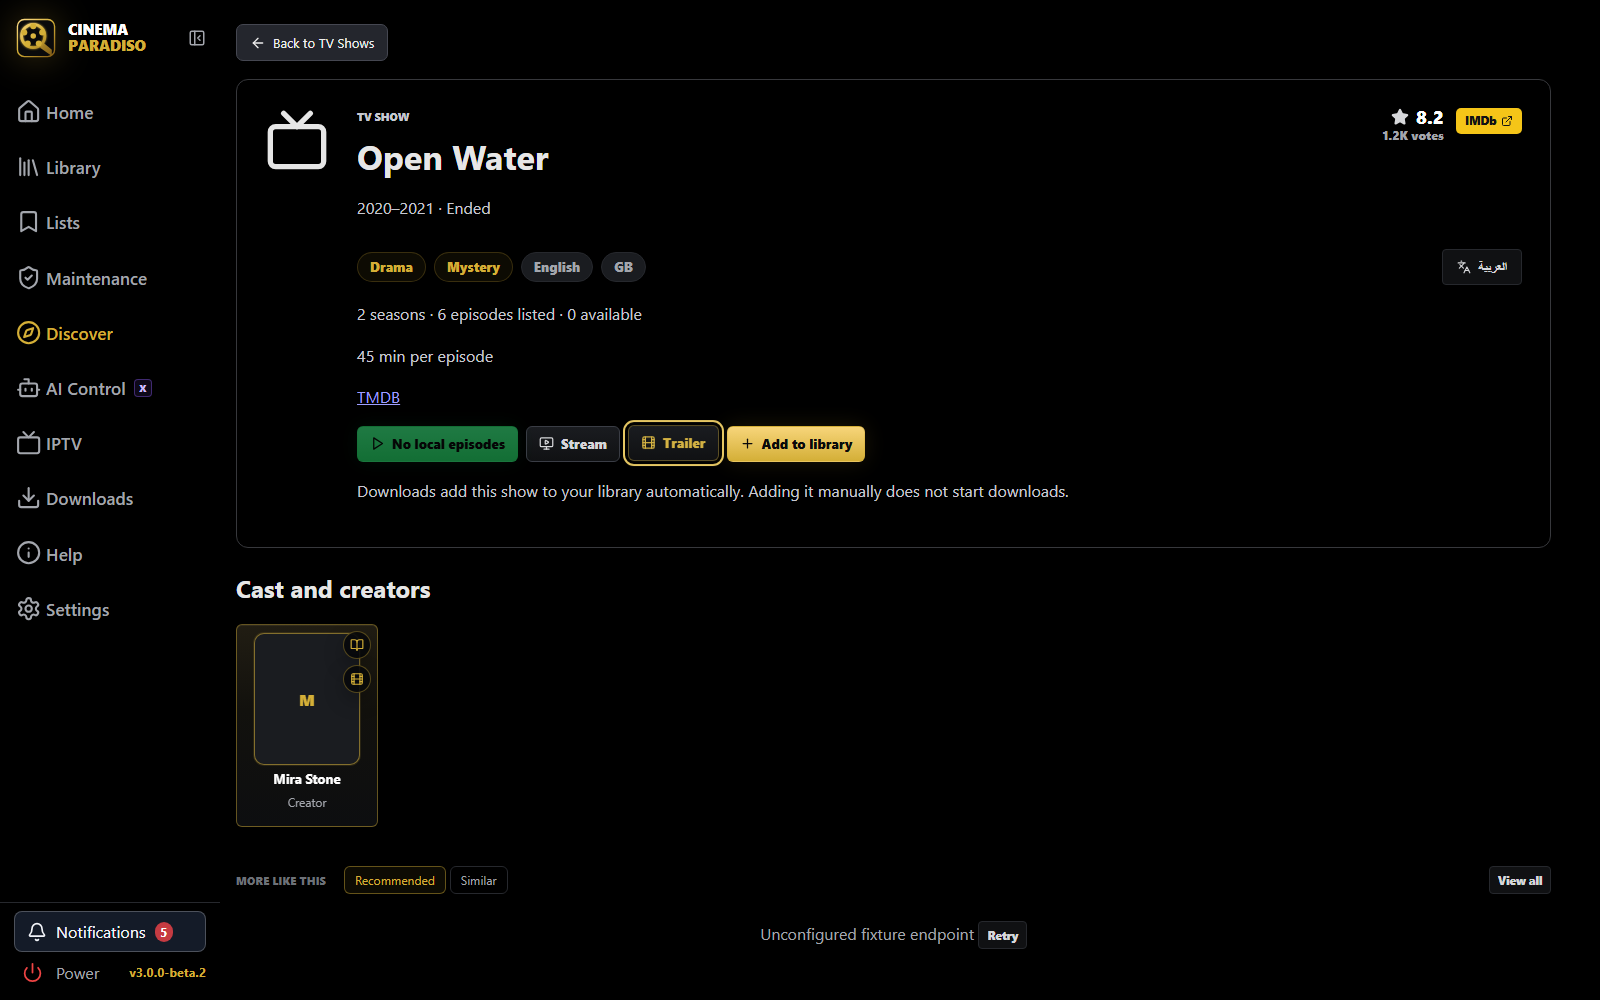 CINEMA
PARADISO
Home
Library
Lists
Maintenance
Discover
AI Control x
IPTV
Downloads
Help
Settings
Notifications 5
Power v3.0.0-beta.2
Back to TV Shows
TV SHOW
Open Water
8.2
1.2K votes
IMDb
2020–2021 · Ended
Drama Mystery English GB
العربية
2 seasons · 6 episodes listed · 0 available
45 min per episode
TMDB
No local episodes Stream Trailer + Add to library
Downloads add this show to your library automatically. Adding it manually does not start downloads.
Cast and creators
M
Mira Stone
Creator
MORE LIKE THIS Recommended Similar View all
Unconfigured fixture endpoint Retry